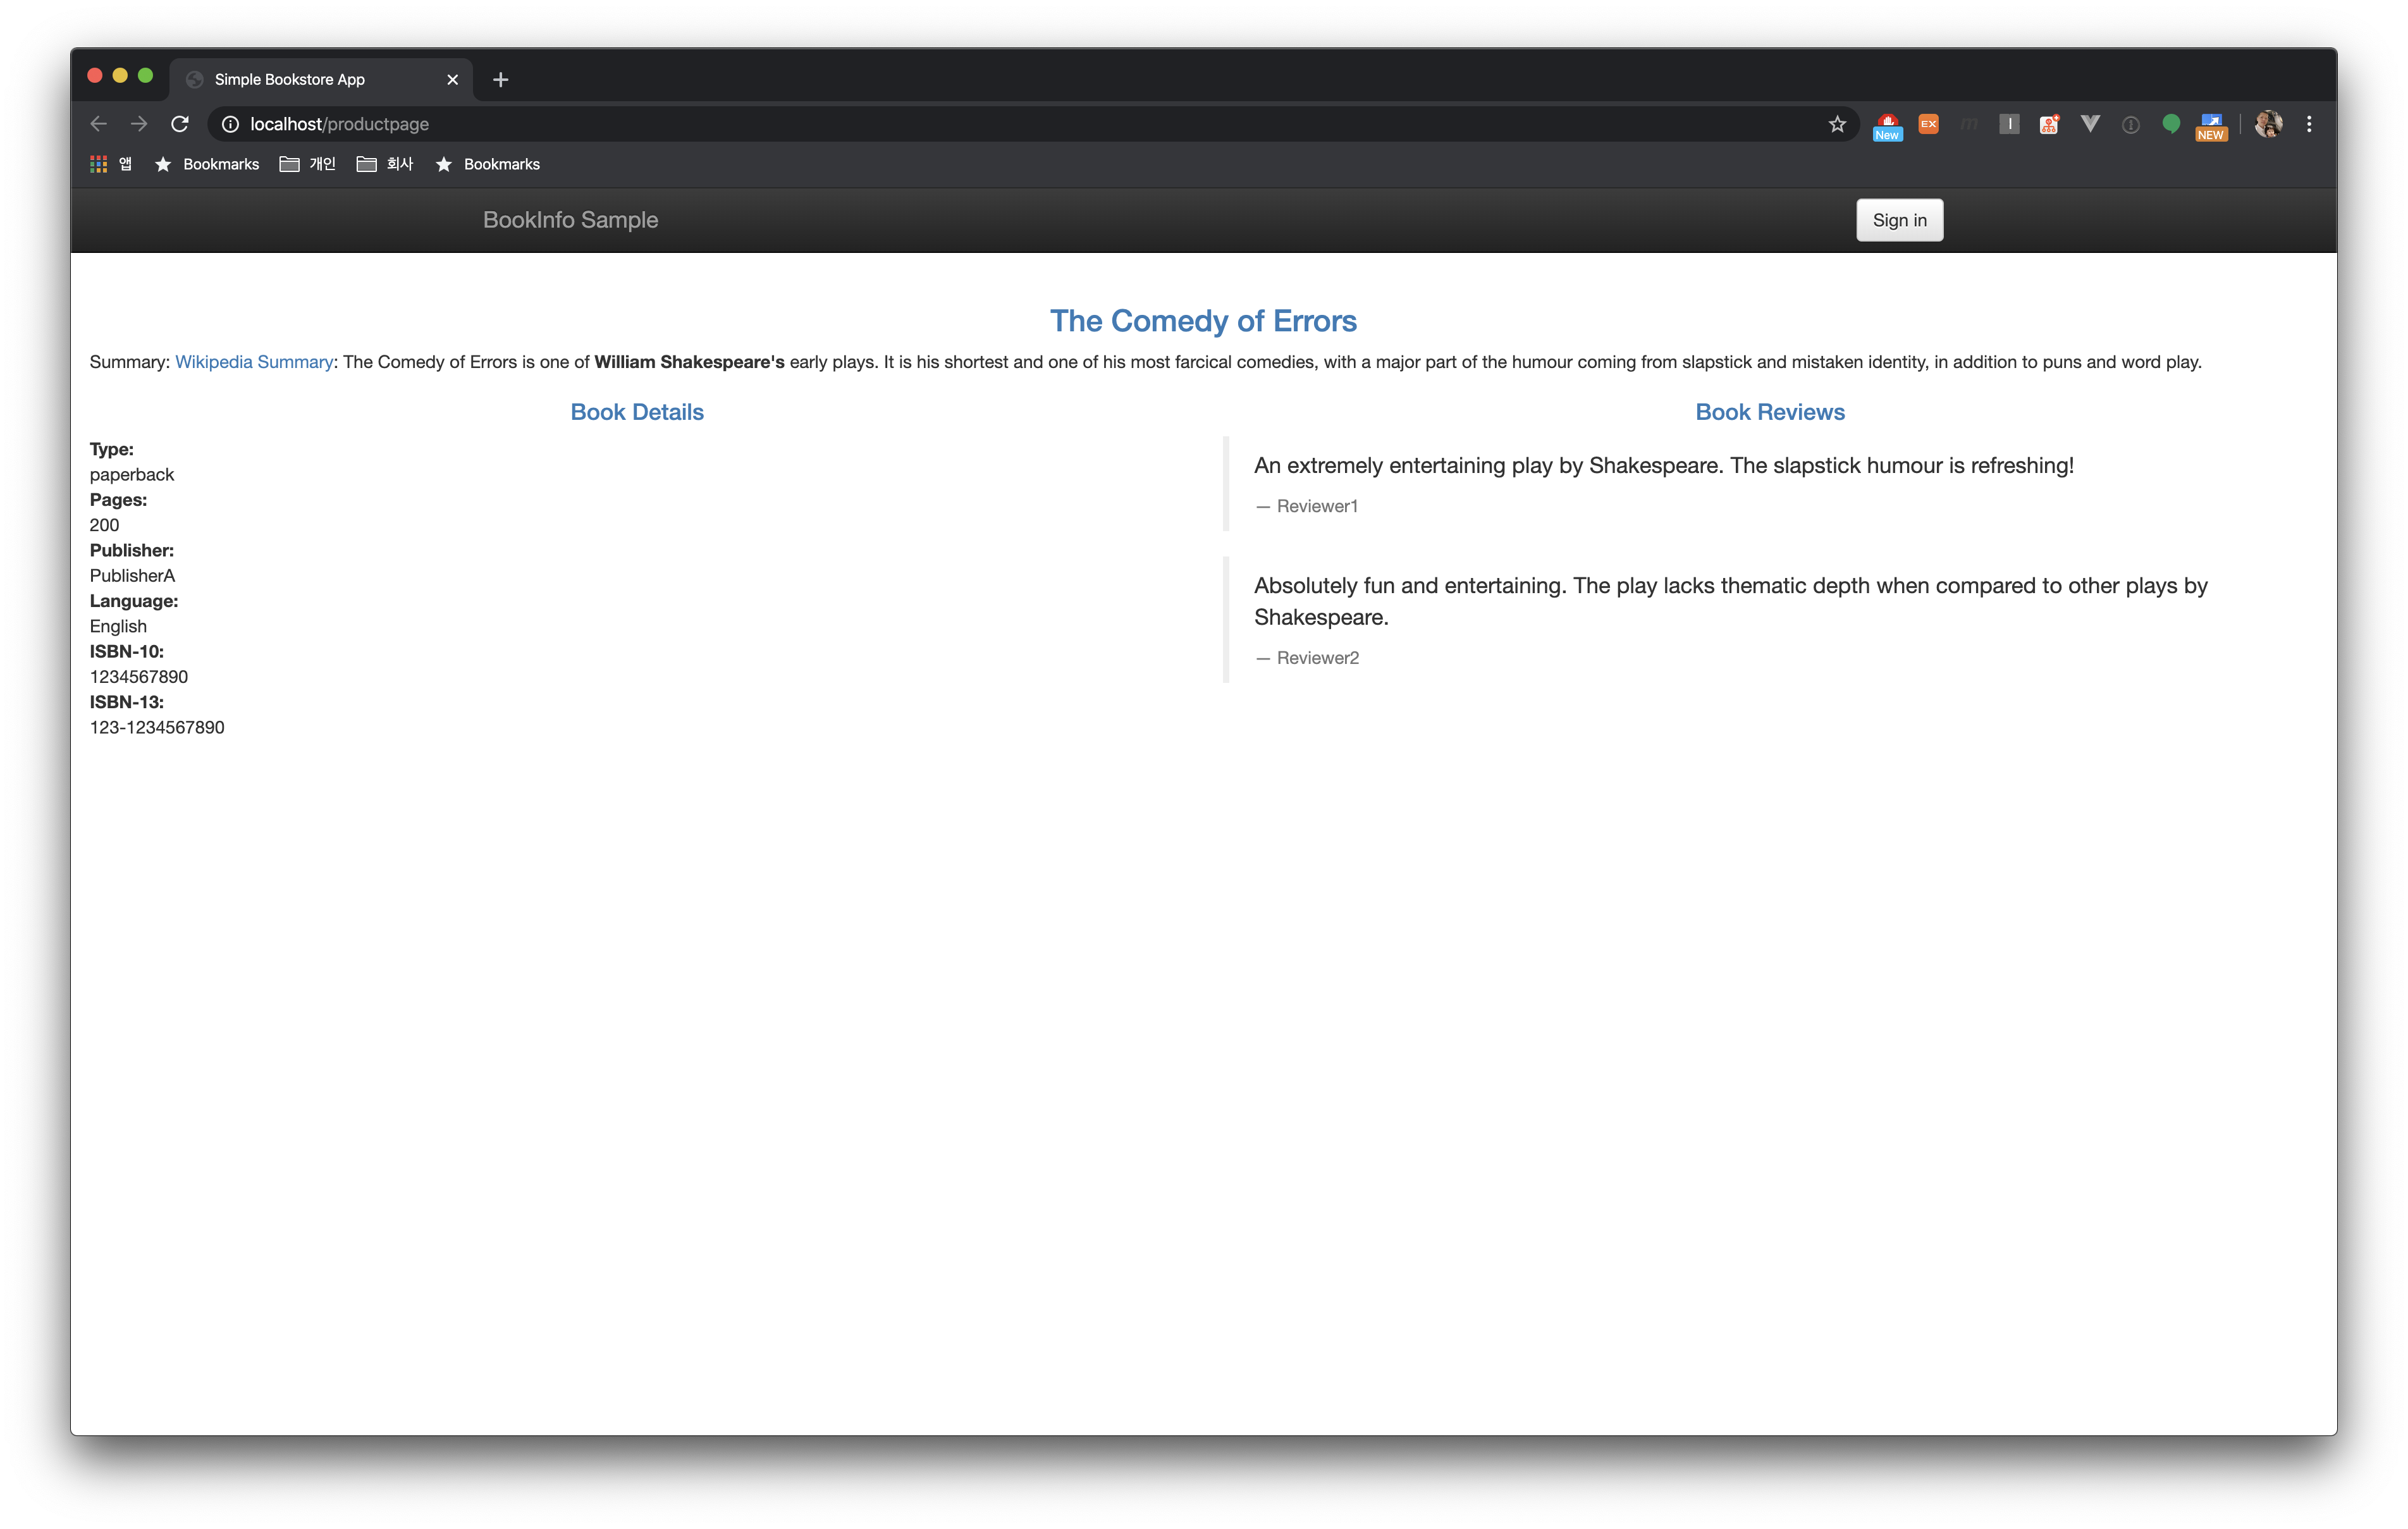 Simple Bookstore App
localhost/productpage
New
EX
NEW
앱 Bookmarks 개인 회사 Bookmarks
BookInfo Sample
Sign in
The Comedy of Errors
Summary: Wikipedia Summary: The Comedy of Errors is one of William Shakespeare's early plays. It is his shortest and one of his most farcical comedies, with a major part of the humour coming from slapstick and mistaken identity, in addition to puns and word play.
Book Details
Type:
paperback
Pages:
200
Publisher:
PublisherA
Language:
English
ISBN-10:
1234567890
ISBN-13:
123-1234567890
Book Reviews
An extremely entertaining play by Shakespeare. The slapstick humour is refreshing!
— Reviewer1
Absolutely fun and entertaining. The play lacks thematic depth when compared to other plays by
Shakespeare.
— Reviewer2